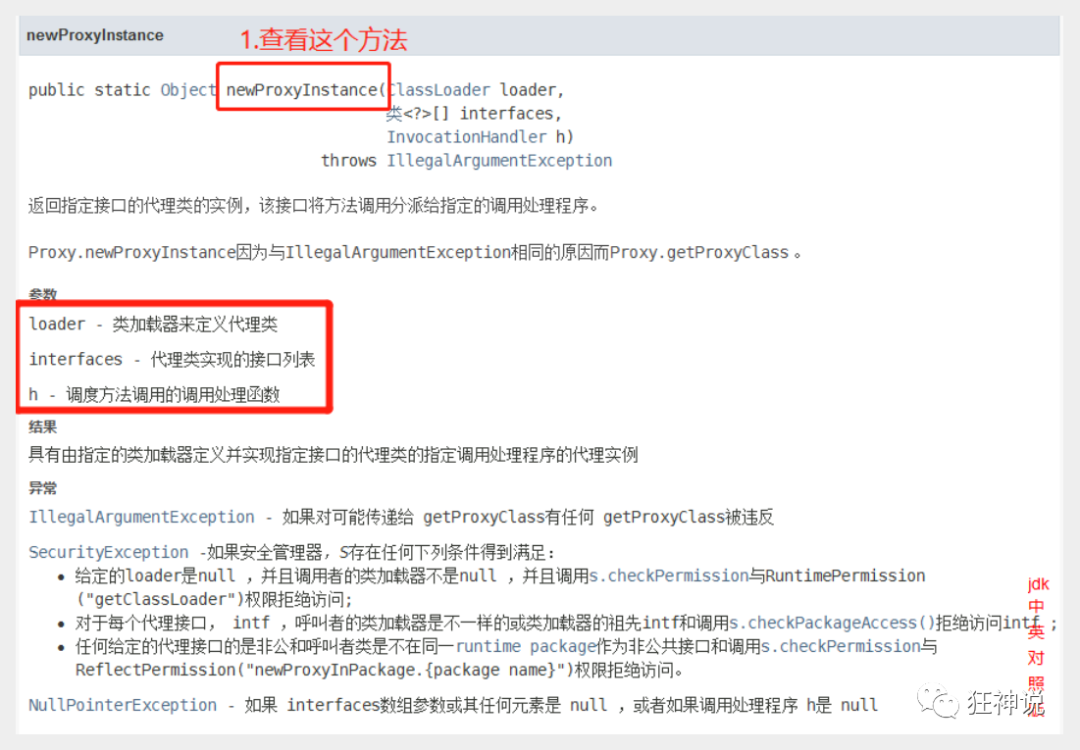 newProxyInstance
1.查看这个方法
public static Object newProxyInstance(ClassLoader loader,
类<?>[] interfaces,
InvocationHandler h)
throws IllegalArgumentException
返回指定接口的代理类的实例，该接口将方法调用分派给指定的调用处理程序。
Proxy.newProxyInstance因为与IllegalArgumentException相同的原因而Proxy.getProxyClass 。
参数
loader - 类加载器来定义代理类
interfaces - 代理类实现的接口列表
h - 调度方法调用的调用处理函数
结果
具有由指定的类加载器定义并实现指定接口的代理类的指定调用处理程序的代理实例
异常
IllegalArgumentException - 如果对可能传递给 getProxyClass有任何 getProxyClass被违反
SecurityException -如果安全管理器，S存在任何下列条件得到满足：
• 给定的loader是null ，并且调用者的类加载器不是null ，并且调用s.checkPermission与RuntimePermission
("getClassLoader")权限拒绝访问;
• 对于每个代理接口， intf ，呼叫者的类加载器是不一样的或类加载器的祖先intf和调用s.checkPackageAccess()拒绝访问intf ;
• 任何给定的代理接口的是非公和呼叫者类是不在同一runtime package作为非公共接口和调用s.checkPermission与
ReflectPermission("newProxyInPackage.{package name}")权限拒绝访问。
NullPointerException - 如果 interfaces数组参数或其任何元素是 null ，或者如果调用处理程序 h是 null
jdk
中
英
对
照
狂神说